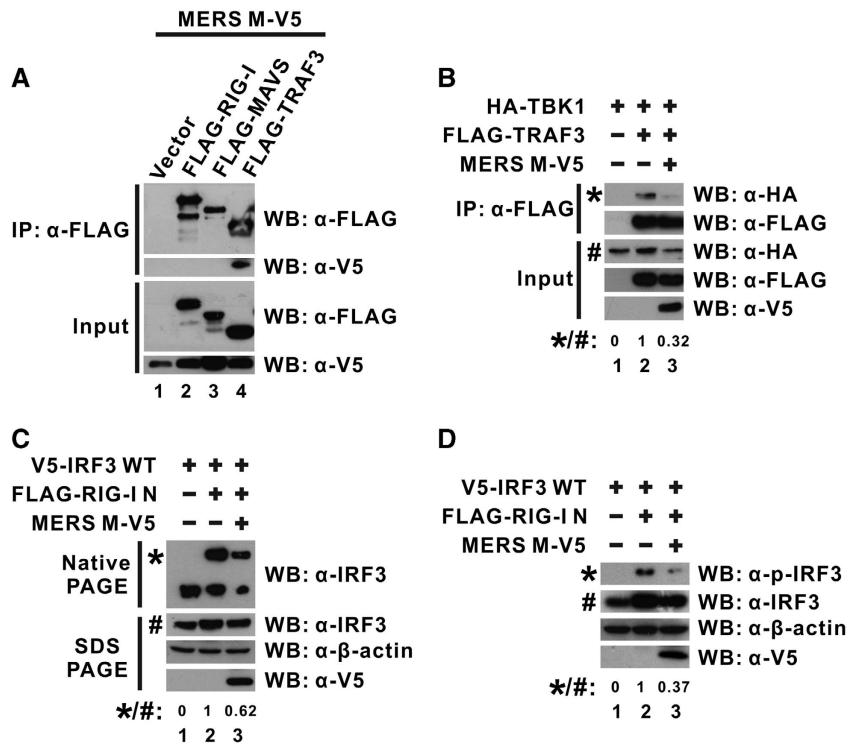 MERS M-V5
A
Vector
FLAG-RIG-I
FLAG-MAVS
FLAG-TRAF3
IP: α-FLAG
WB: α-FLAG
WB: α-V5
Input
WB: α-FLAG
WB: α-V5
1 2 3 4
B
HA-TBK1 + + +
FLAG-TRAF3 - + +
MERS M-V5 - - +
IP: α-FLAG
* WB: α-HA
WB: α-FLAG
Input
# WB: α-HA
WB: α-FLAG
WB: α-V5
*/#: 0 1 0.32
1 2 3
C
V5-IRF3 WT + + +
FLAG-RIG-I N - + +
MERS M-V5 - - +
Native PAGE
* WB: α-IRF3
SDS PAGE
# WB: α-IRF3
WB: α-β-actin
WB: α-V5
*/#: 0 1 0.62
1 2 3
D
V5-IRF3 WT + + +
FLAG-RIG-I N - + +
MERS M-V5 - - +
* WB: α-p-IRF3
# WB: α-IRF3
WB: α-β-actin
WB: α-V5
*/#: 0 1 0.37
1 2 3